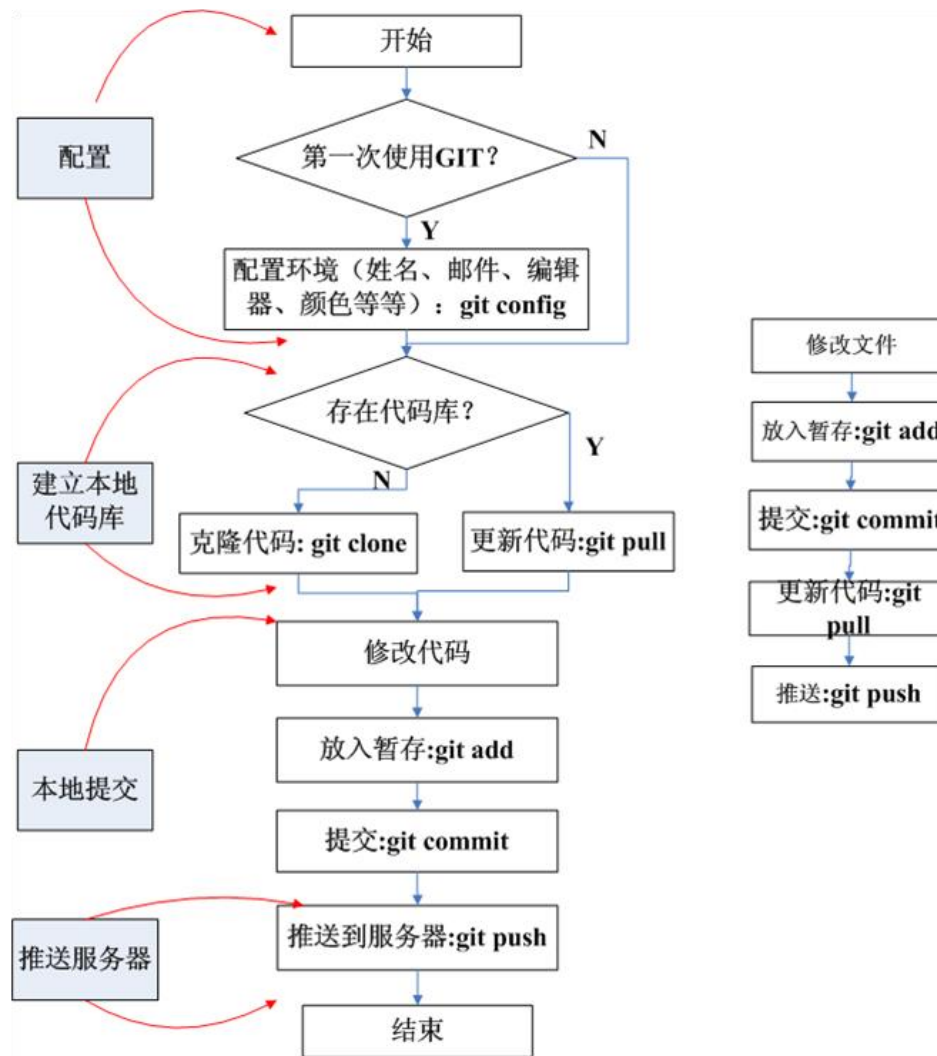 开始
第一次使用GIT？
N
Y
配置
配置环境（姓名、邮件、编辑
器、颜色等等）：git config
存在代码库？
N
Y
建立本地
代码库
克隆代码: git clone
更新代码:git pull
修改代码
放入暂存:git add
本地提交
提交:git commit
推送服务器
推送到服务器:git push
结束
修改文件
放入暂存:git add
提交:git commit
更新代码:git
pull
推送:git push